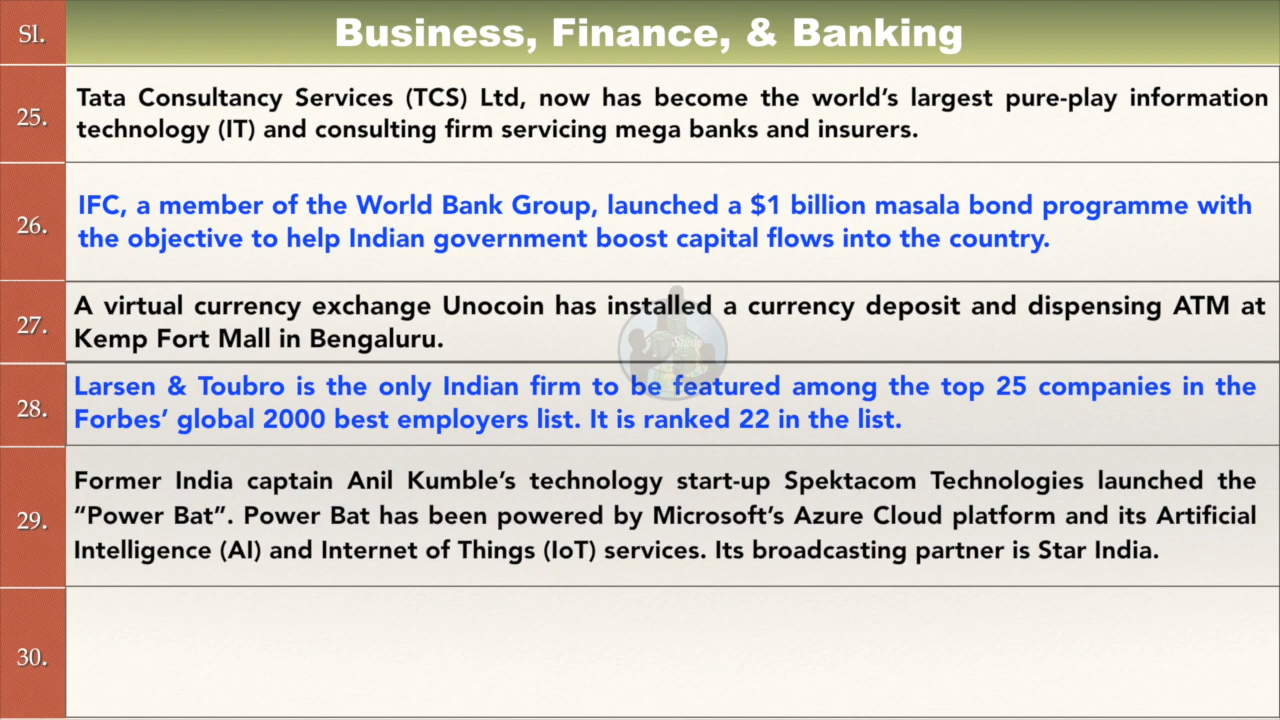 Sl.
Business, Finance, & Banking
25.
Tata Consultancy Services (TCS) Ltd, now has become the world’s largest pure-play information
technology (IT) and consulting firm servicing mega banks and insurers.
26.
IFC, a member of the World Bank Group, launched a $1 billion masala bond programme with
the objective to help Indian government boost capital flows into the country.
27.
A virtual currency exchange Unocoin has installed a currency deposit and dispensing ATM at
Kemp Fort Mall in Bengaluru.
28.
Larsen & Toubro is the only Indian firm to be featured among the top 25 companies in the
Forbes’ global 2000 best employers list. It is ranked 22 in the list.
29.
Former India captain Anil Kumble’s technology start-up Spektacom Technologies launched the
“Power Bat”. Power Bat has been powered by Microsoft’s Azure Cloud platform and its Artificial
Intelligence (AI) and Internet of Things (IoT) services. Its broadcasting partner is Star India.
30.